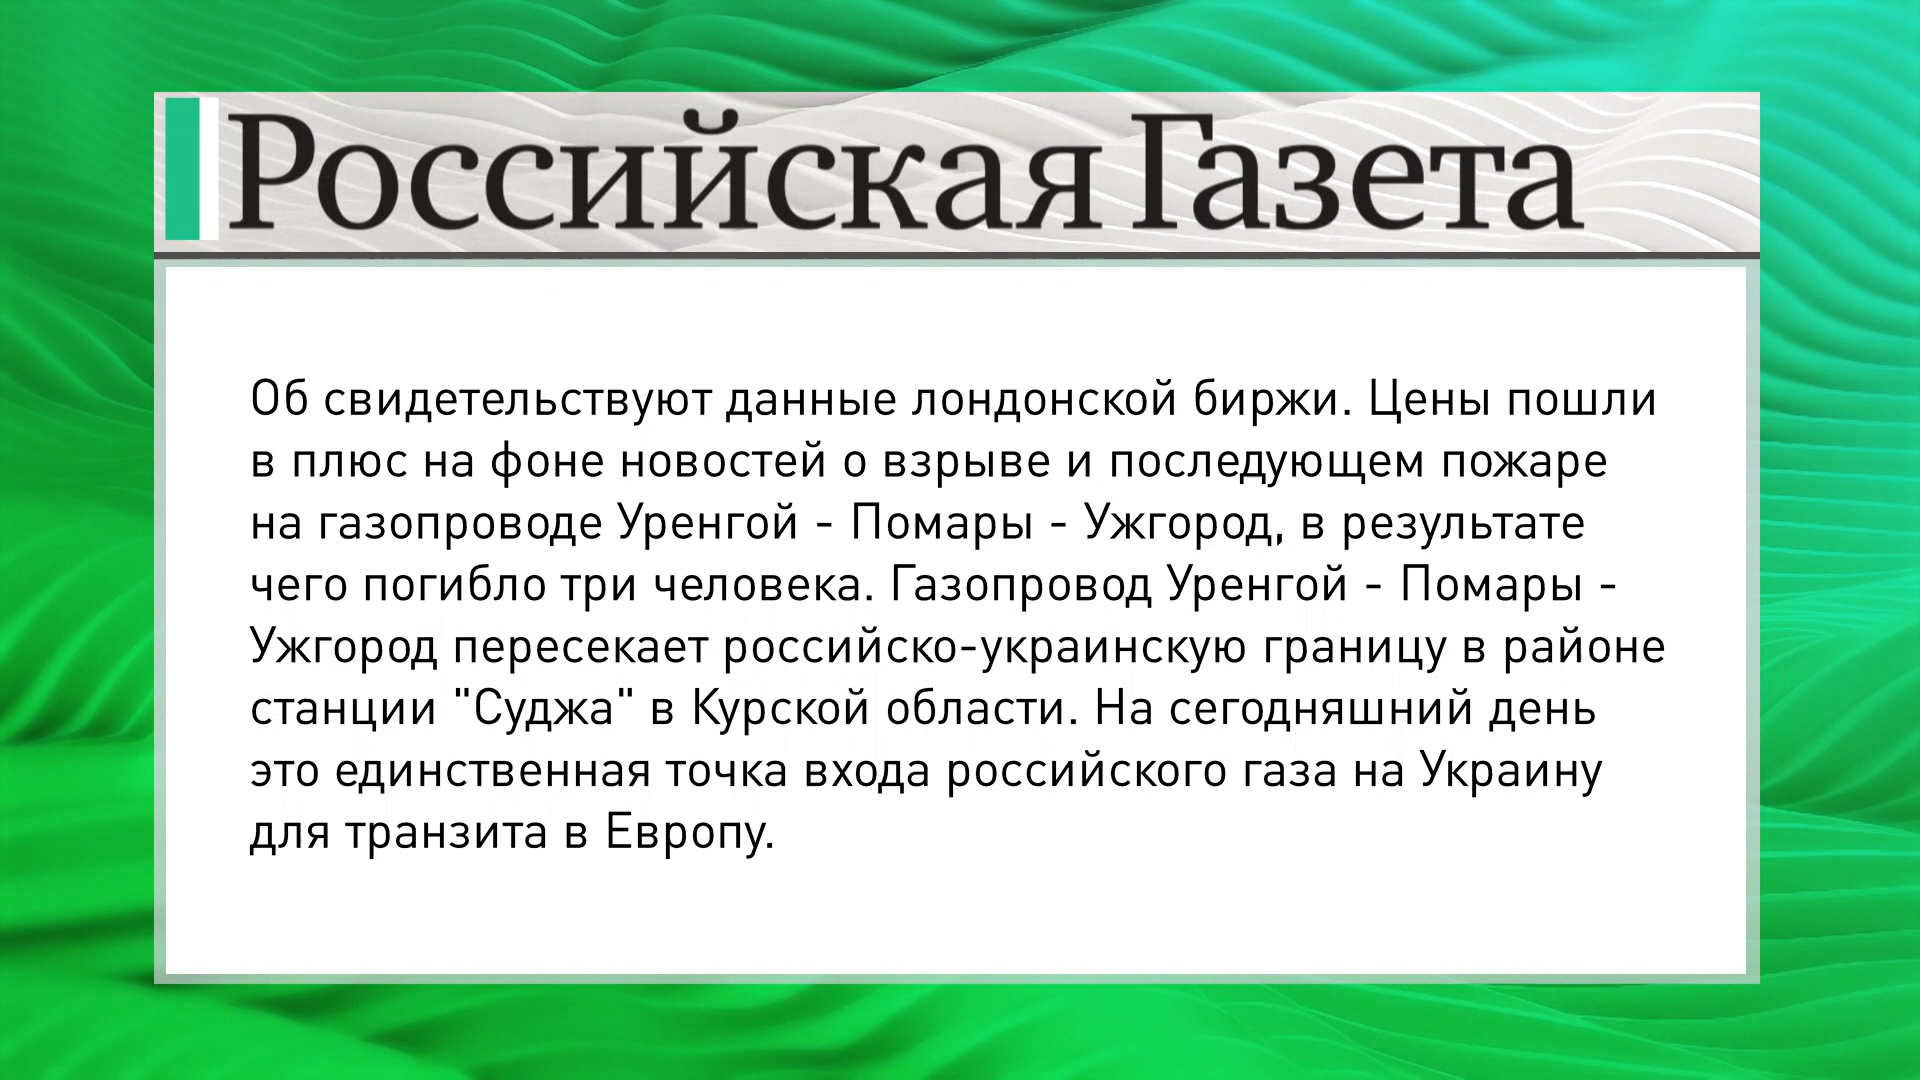 Российская Газета
Об свидетельствуют данные лондонской биржи. Цены пошли
в плюс на фоне новостей о взрыве и последующем пожаре
на газопроводе Уренгой - Помары - Ужгород, в результате
чего погибло три человека. Газопровод Уренгой - Помары -
Ужгород пересекает российско-украинскую границу в районе
станции "Суджа" в Курской области. На сегодняшний день
это единственная точка входа российского газа на Украину
для транзита в Европу.